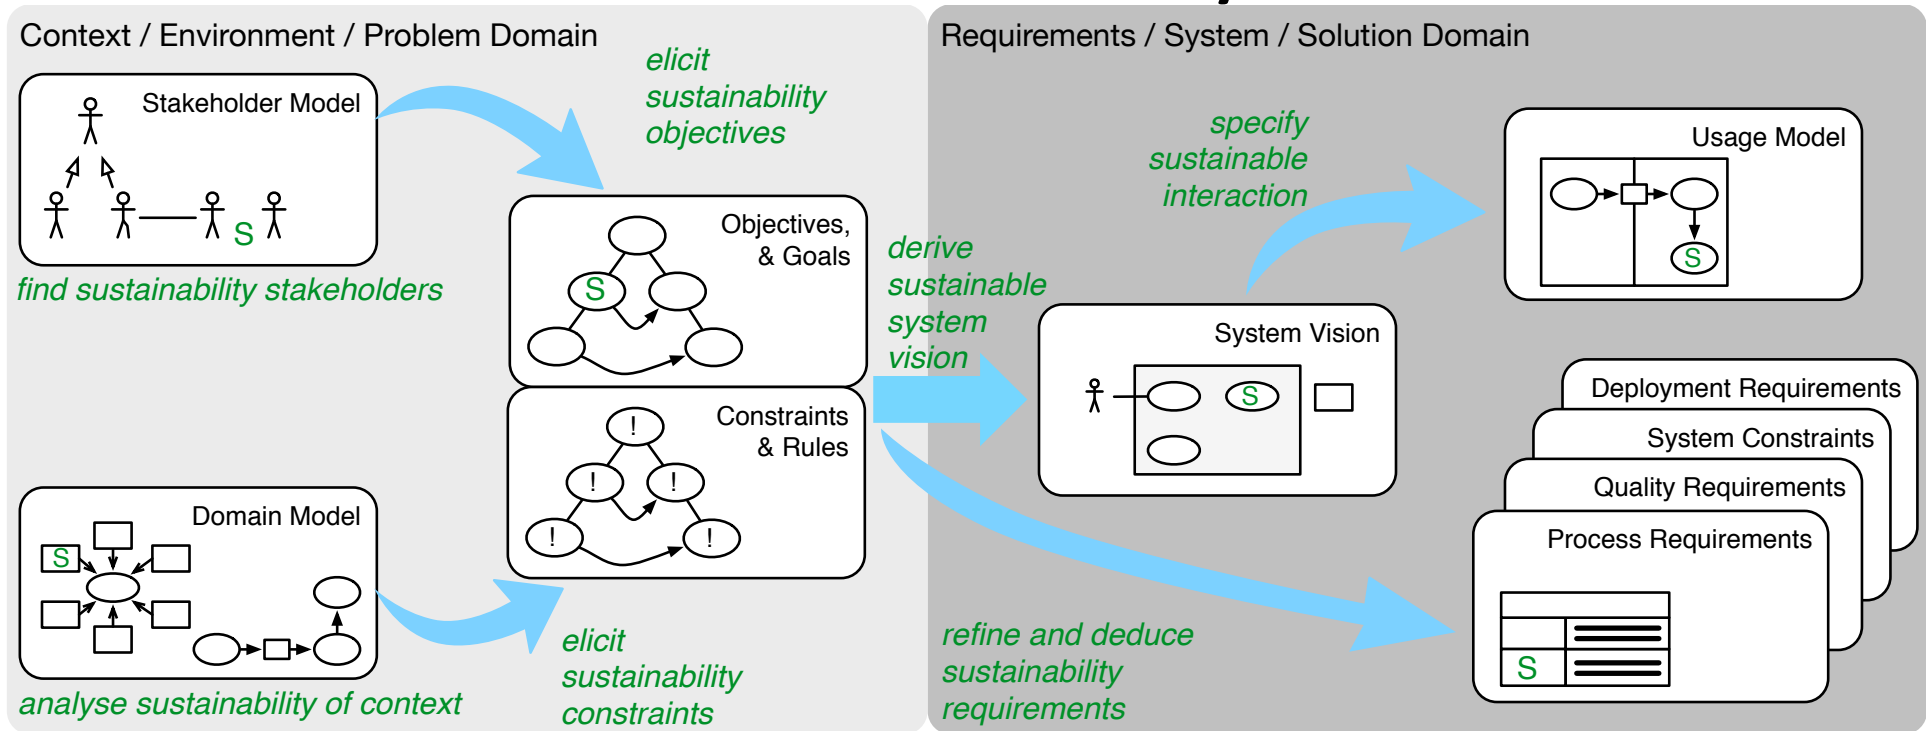 Context / Environment / Problem Domain
Stakeholder Model
S
find sustainability stakeholders
elicit
sustainability
objectives
Objectives,
& Goals
S
Constraints
& Rules
!
! !
! !
Domain Model
S
analyse sustainability of context
elicit
sustainability
constraints
Requirements / System / Solution Domain
derive
sustainable
system
vision
System Vision
S
specify
sustainable
interaction
Usage Model
S
refine and deduce
sustainability
requirements
Deployment Requirements
System Constraints
Quality Requirements
Process Requirements
S